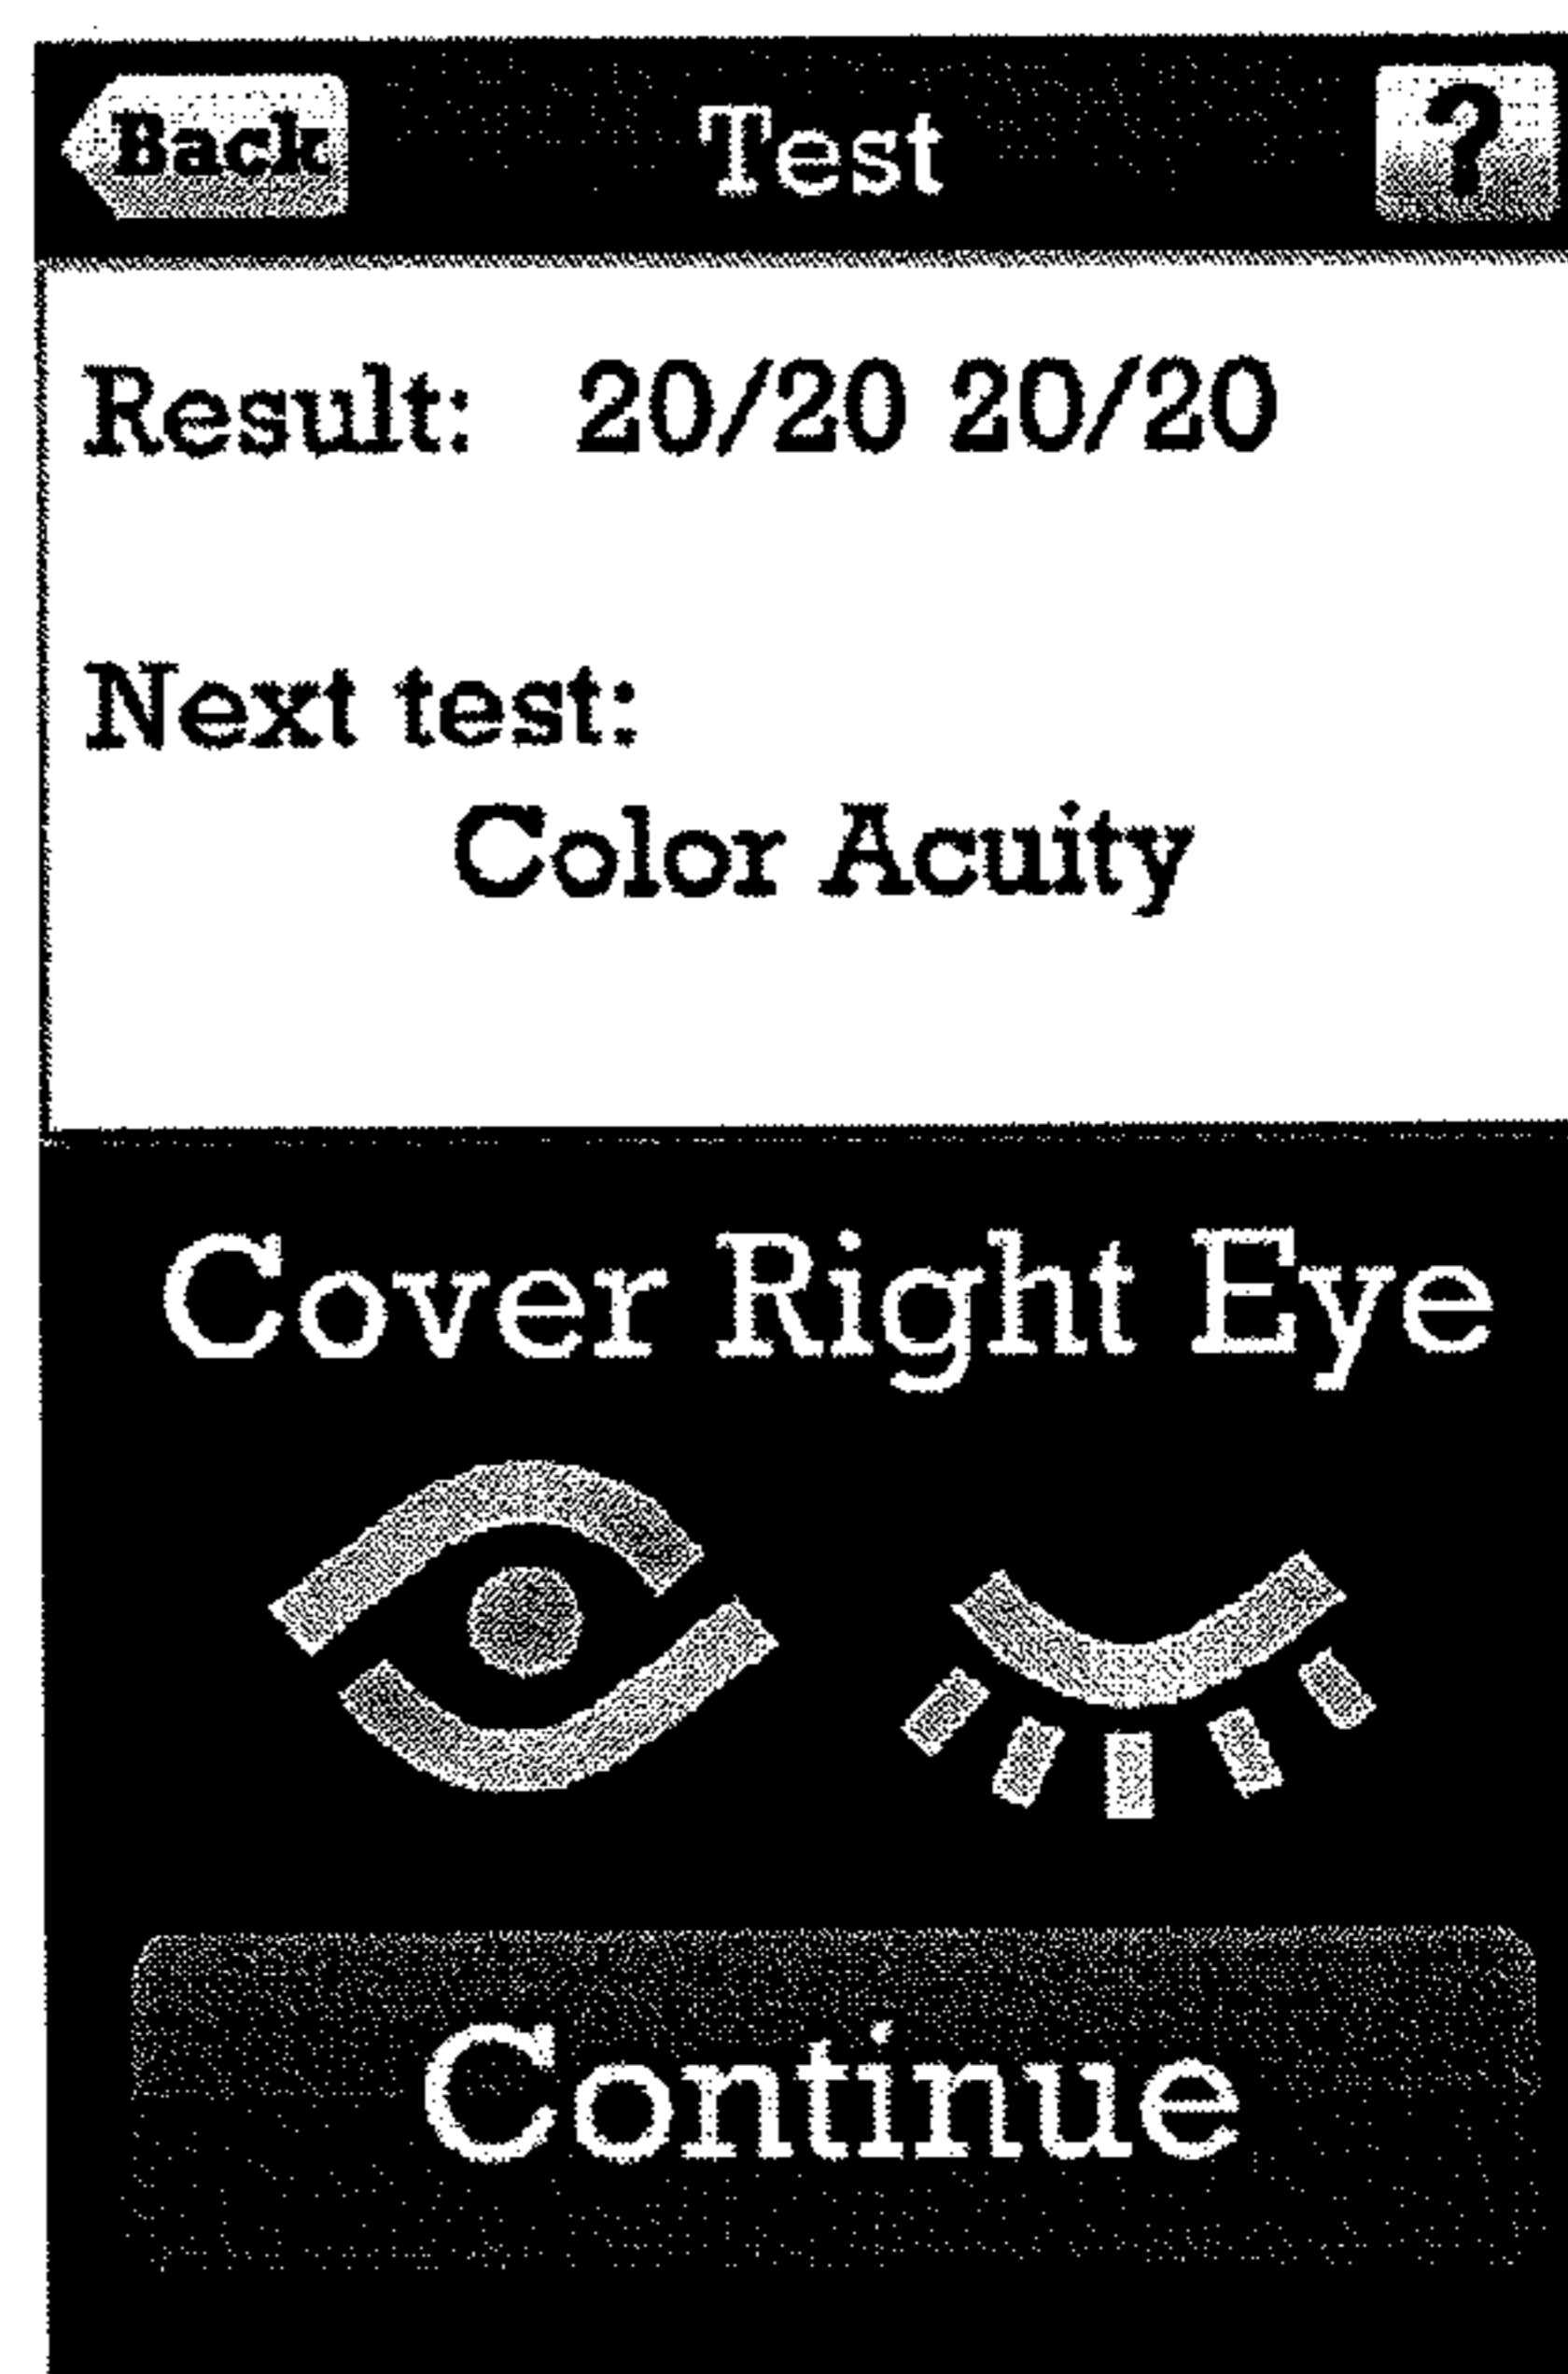 Back Test ?
Result: 20/20 20/20
Next test:
Color Acuity
Cover Right Eye
Continue